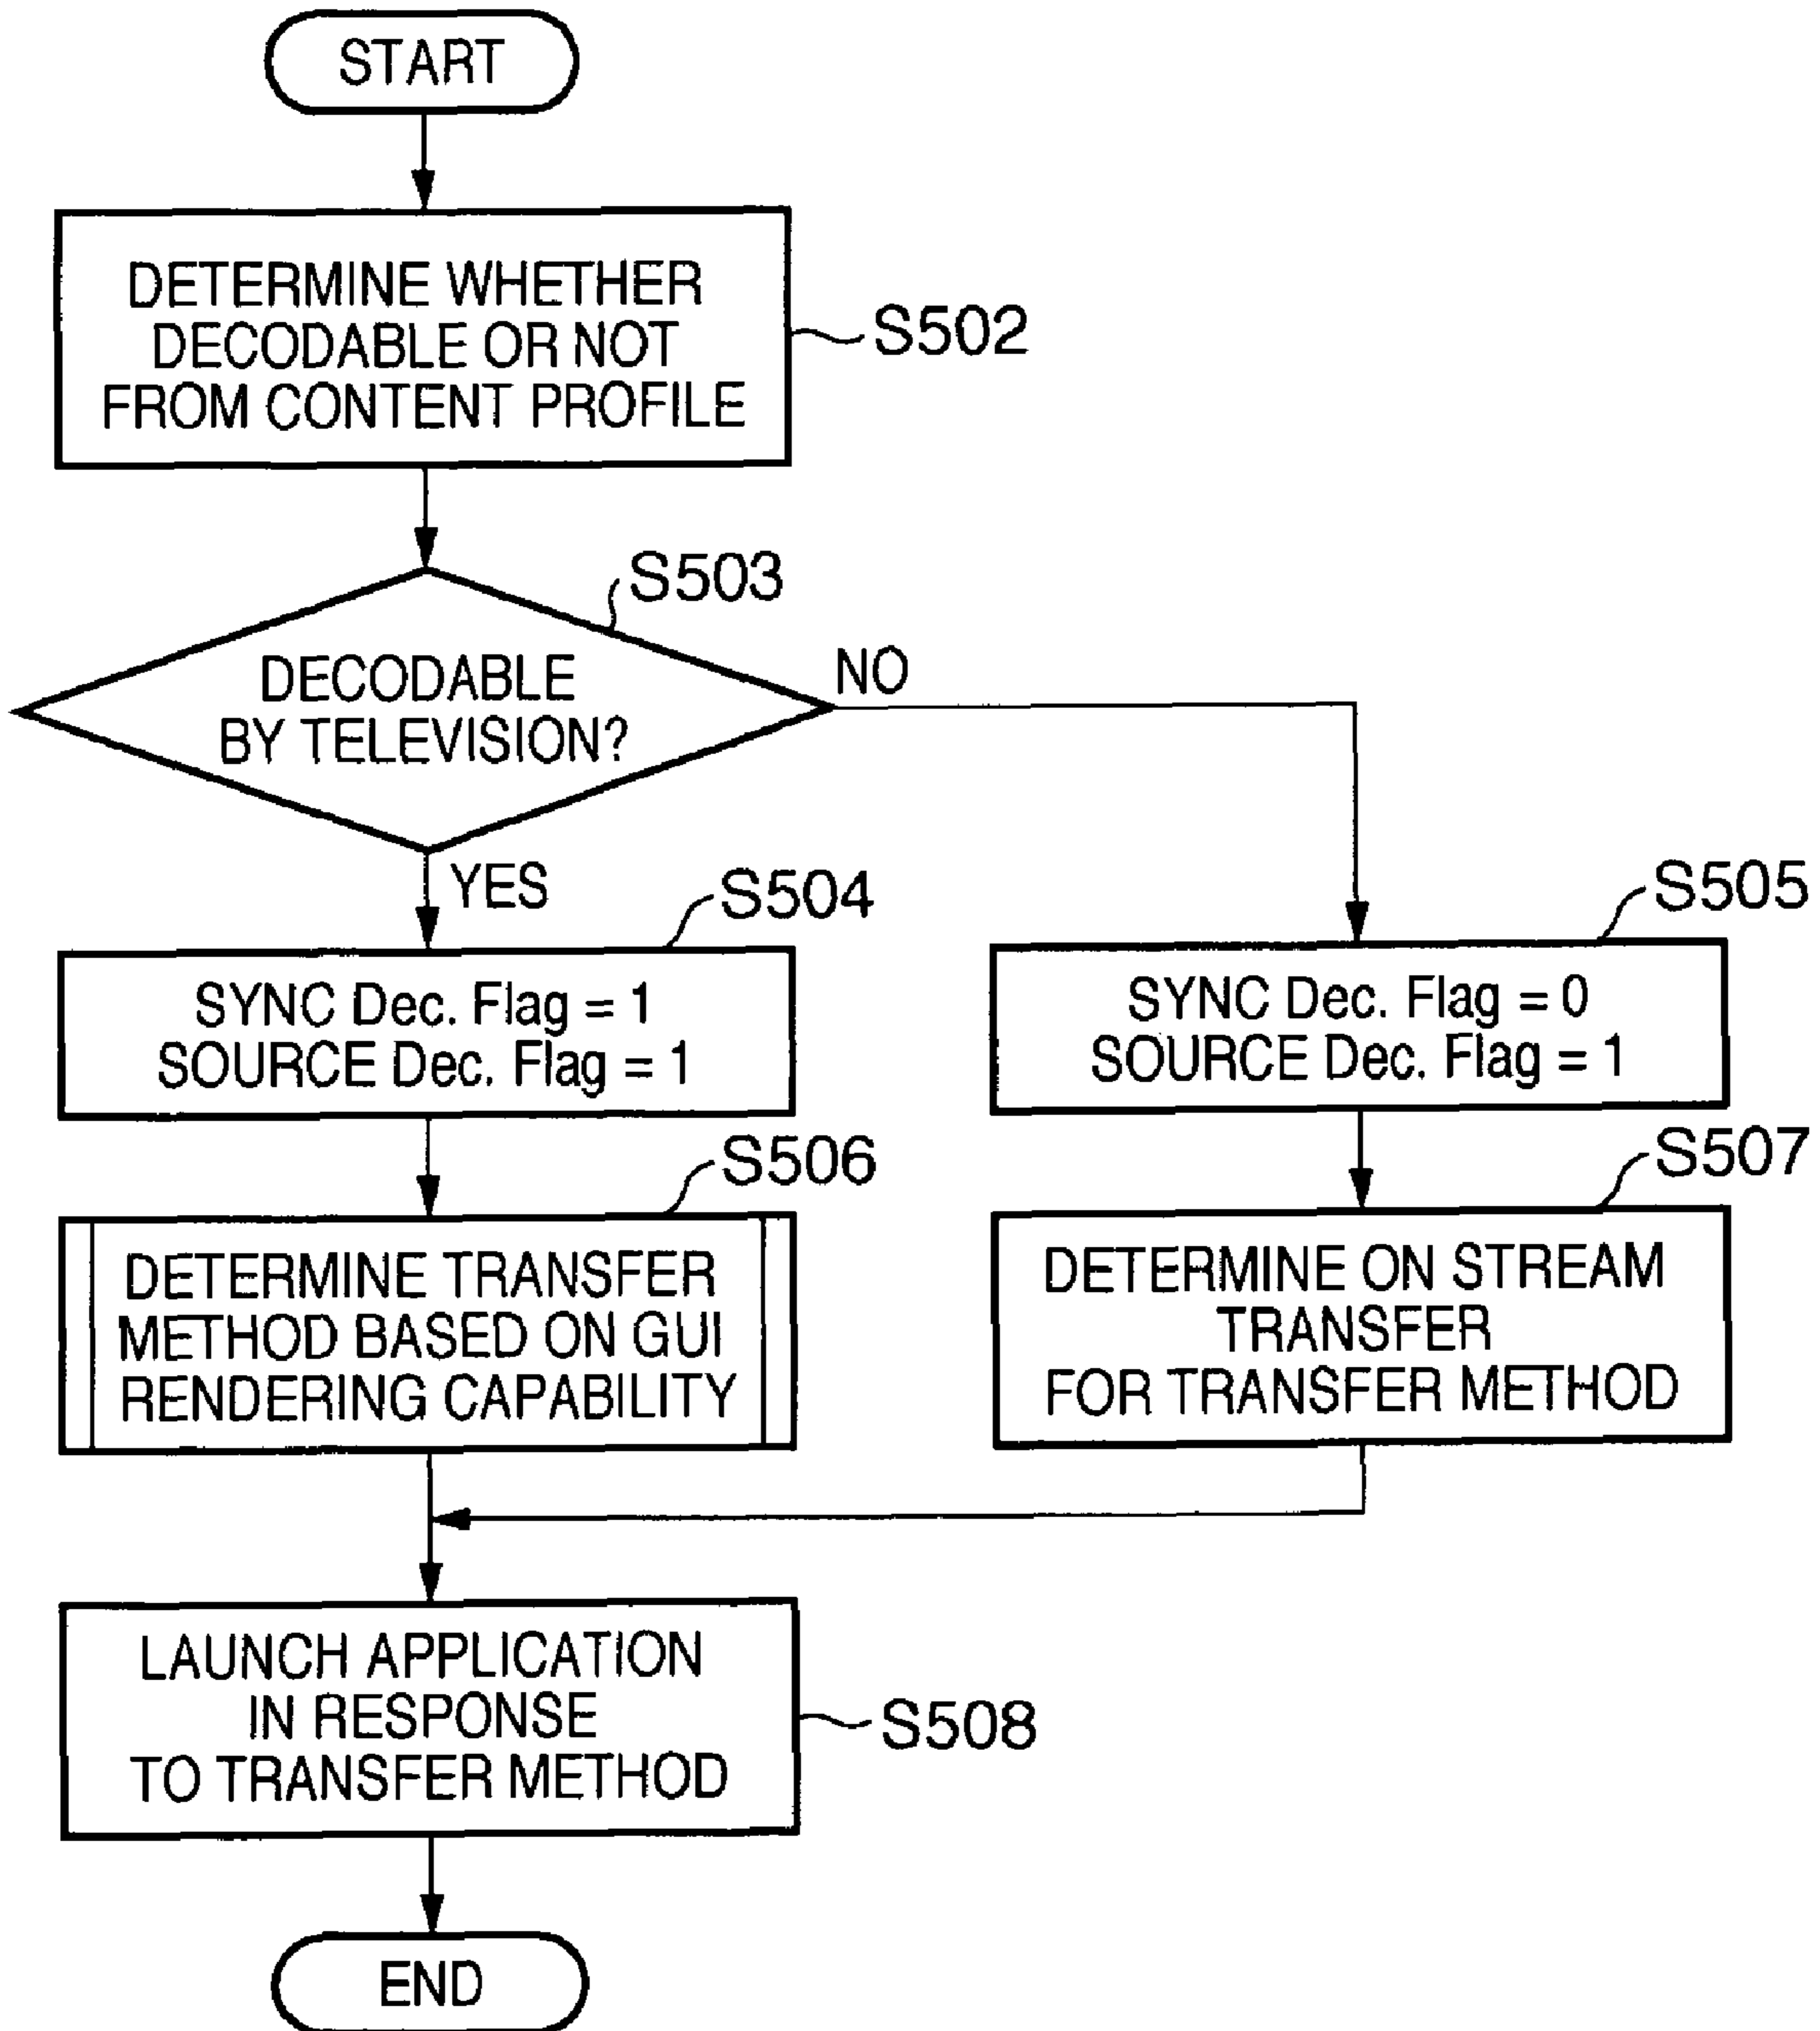 START
DETERMINE WHETHER
DECODABLE OR NOT
FROM CONTENT PROFILE
S502
S503
DECODABLE
BY TELEVISION?
NO
YES
S504
SYNC Dec. Flag = 1
SOURCE Dec. Flag = 1
S505
SYNC Dec. Flag = 0
SOURCE Dec. Flag = 1
S506
DETERMINE TRANSFER
METHOD BASED ON GUI
RENDERING CAPABILITY
S507
DETERMINE ON STREAM
TRANSFER
FOR TRANSFER METHOD
LAUNCH APPLICATION
IN RESPONSE
TO TRANSFER METHOD
S508
END